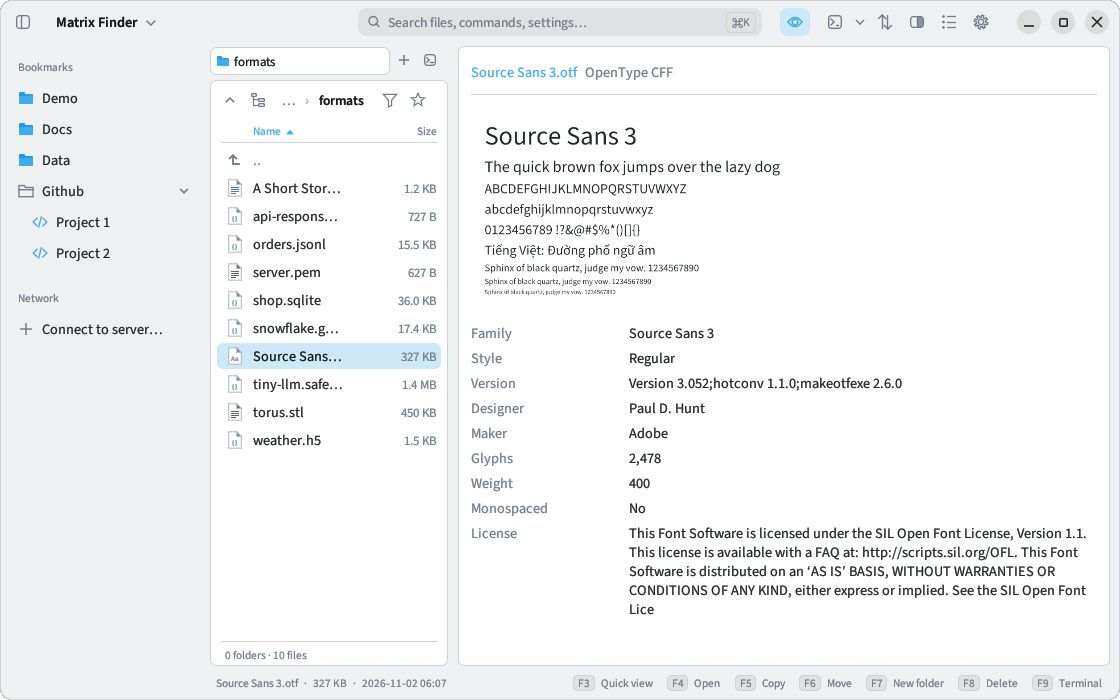 Matrix Finder
Search files, commands, settings…
⌘K
Bookmarks
Demo
Docs
Data
Github
Project 1
Project 2
Network
Connect to server…
formats
… › formats
Name Size
..
A Short Stor… 1.2 KB
api-respons… 727 B
orders.jsonl 15.5 KB
server.pem 627 B
shop.sqlite 36.0 KB
snowflake.g… 17.4 KB
Source Sans… 327 KB
tiny-llm.safe… 1.4 MB
torus.stl 450 KB
weather.h5 1.5 KB
0 folders · 10 files
Source Sans 3.otf OpenType CFF
Source Sans 3
The quick brown fox jumps over the lazy dog
ABCDEFGHIJKLMNOPQRSTUVWXYZ
abcdefghijklmnopqrstuvwxyz
0123456789 !?&@#$%*()[]{}
Tiếng Việt: Đường phố ngữ âm
Sphinx of black quartz, judge my vow. 1234567890
Sphinx of black quartz, judge my vow. 1234567890
Sphinx of black quartz, judge my vow. 1234567890
Family Source Sans 3
Style Regular
Version Version 3.052;hotconv 1.1.0;makeotfexe 2.6.0
Designer Paul D. Hunt
Maker Adobe
Glyphs 2,478
Weight 400
Monospaced No
License This Font Software is licensed under the SIL Open Font License, Version 1.1.
This license is available with a FAQ at: http://scripts.sil.org/OFL. This Font
Software is distributed on an ‘AS IS’ BASIS, WITHOUT WARRANTIES OR
CONDITIONS OF ANY KIND, either express or implied. See the SIL Open Font
Lice
Source Sans 3.otf · 327 KB · 2026-11-02 06:07
F3 Quick view F4 Open F5 Copy F6 Move F7 New folder F8 Delete F9 Terminal